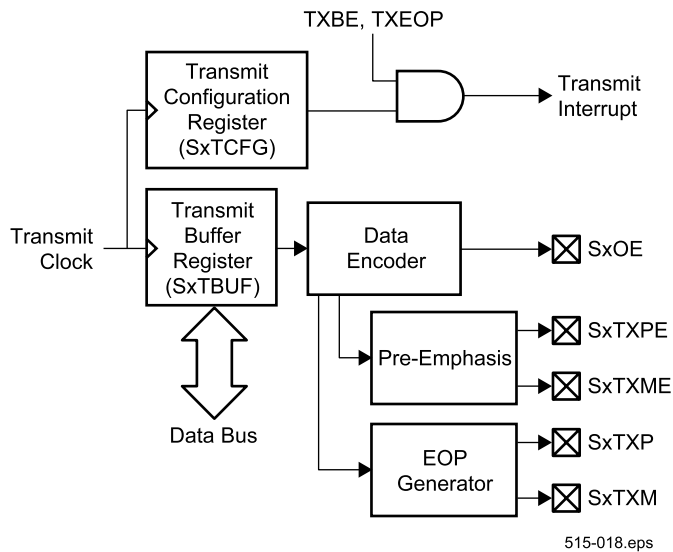 TXBE, TXEOP
Transmit
Configuration
Register
(SxTCFG)
Transmit
Interrupt
Transmit
Clock
Transmit
Buffer
Register
(SxTBUF)
Data
Encoder
SxOE
Pre-Emphasis
SxTXPE
SxTXME
Data Bus
EOP
Generator
SxTXP
SxTXM
515-018.eps